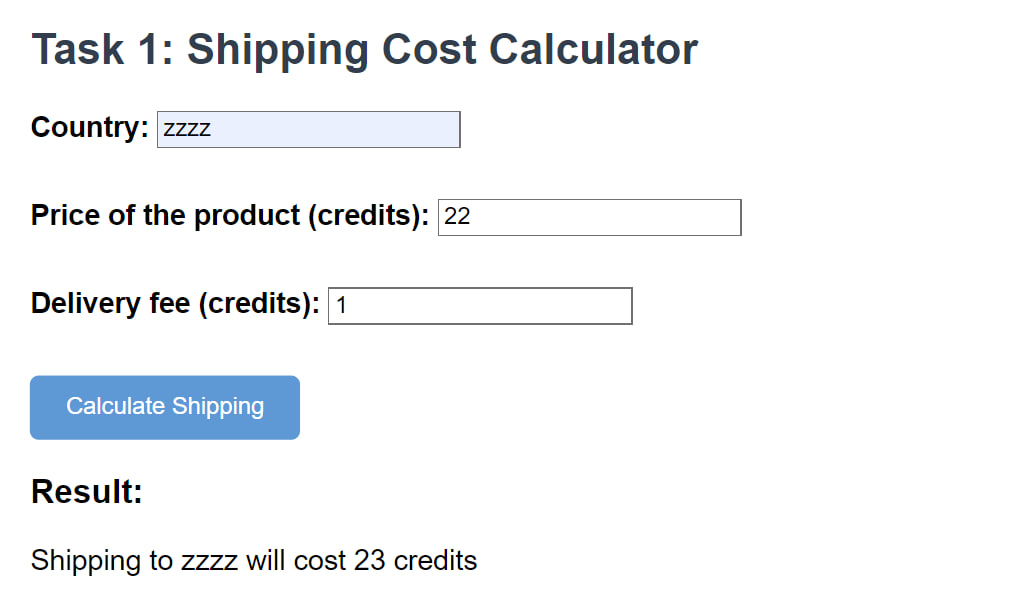 Task 1: Shipping Cost Calculator
Country: zzzz
Price of the product (credits): 22
Delivery fee (credits): 1
Calculate Shipping
Result:
Shipping to zzzz will cost 23 credits